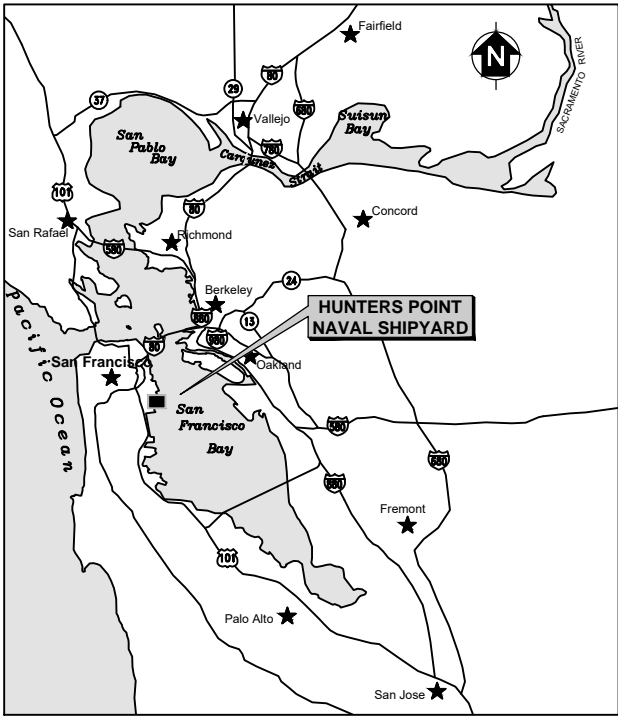 Fairfield
N
SACRAMENTO RIVER
29
80
680
37
Vallejo
Suisun
Bay
San
Pablo
Bay
780
Carquinez
Strait
101
80
Concord
San Rafael
Richmond
580
24
Berkeley
HUNTERS POINT
NAVAL SHIPYARD
880
13
980
80
Oakland
San Francisco
Pacific Ocean
San
Francisco
Bay
580
680
880
Fremont
101
Palo Alto
San Jose